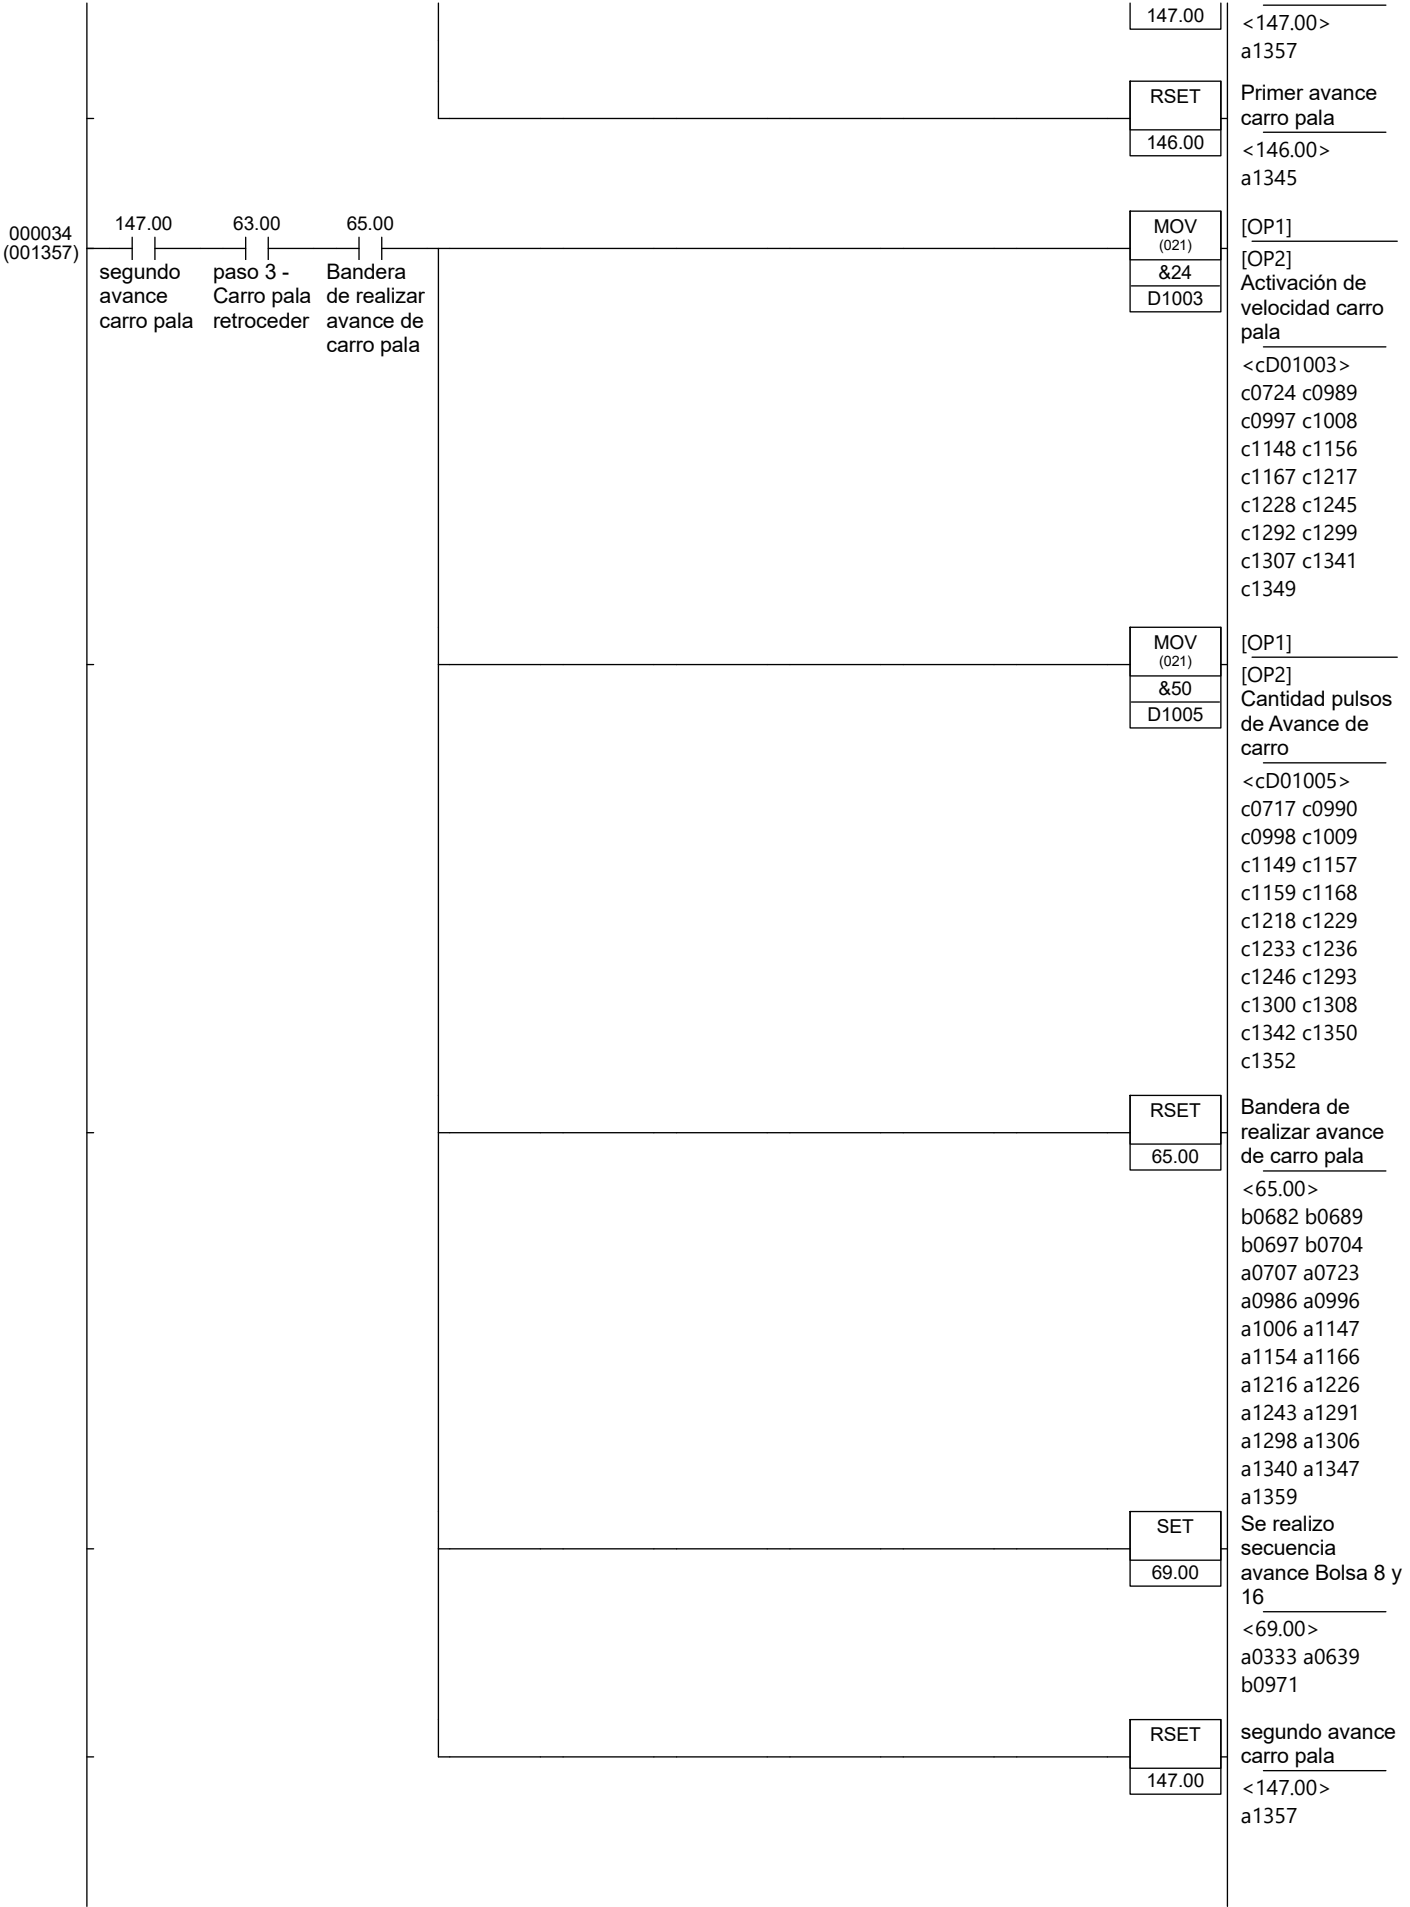 147.00
<147.00>
a1357
RSET
146.00
Primer avance
carro pala
<146.00>
a1345
000034
(001357)
147.00
segundo
avance
carro pala
63.00
paso 3 -
Carro pala
retroceder
65.00
Bandera
de realizar
avance de
carro pala
MOV
(021)
&24
D1003
[OP1]
[OP2]
Activación de
velocidad carro
pala
<cD01003>
c0724 c0989
c0997 c1008
c1148 c1156
c1167 c1217
c1228 c1245
c1292 c1299
c1307 c1341
c1349
MOV
(021)
&50
D1005
[OP1]
[OP2]
Cantidad pulsos
de Avance de
carro
<cD01005>
c0717 c0990
c0998 c1009
c1149 c1157
c1159 c1168
c1218 c1229
c1233 c1236
c1246 c1293
c1300 c1308
c1342 c1350
c1352
RSET
65.00
Bandera de
realizar avance
de carro pala
<65.00>
b0682 b0689
b0697 b0704
a0707 a0723
a0986 a0996
a1006 a1147
a1154 a1166
a1216 a1226
a1243 a1291
a1298 a1306
a1340 a1347
a1359
SET
69.00
Se realizo
secuencia
avance Bolsa 8 y
16
<69.00>
a0333 a0639
b0971
RSET
147.00
segundo avance
carro pala
<147.00>
a1357